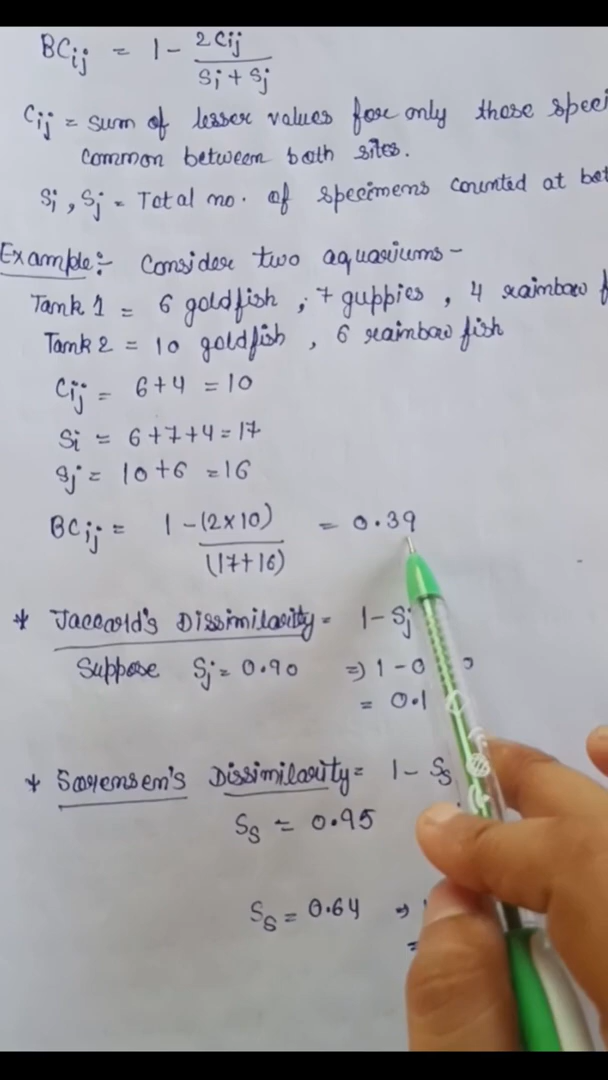 BCij = 1 - 2Cij / Si + Sj
Cij = sum of lesser values for only those speci
common between both sites.
Si, Sj = Total no. of specimens counted at bot
Example:- Consider two aquariums -
Tank 1 = 6 goldfish, 7 guppies, 4 rainbow f
Tank 2 = 10 goldfish, 6 rainbow fish
Cij = 6+4 = 10
Si = 6+7+4 = 17
Sj = 10+6 = 16
BCij = 1 - (2×10) / (17+16) = 0.39
* Jaccard's Dissimilarity = 1 - Sj
Suppose Sj = 0.90 ⇒ 1 - 0
= 0.1
* Sorensen's Dissimilarity = 1 - Ss
Ss = 0.95
Ss = 0.64 ⇒
=